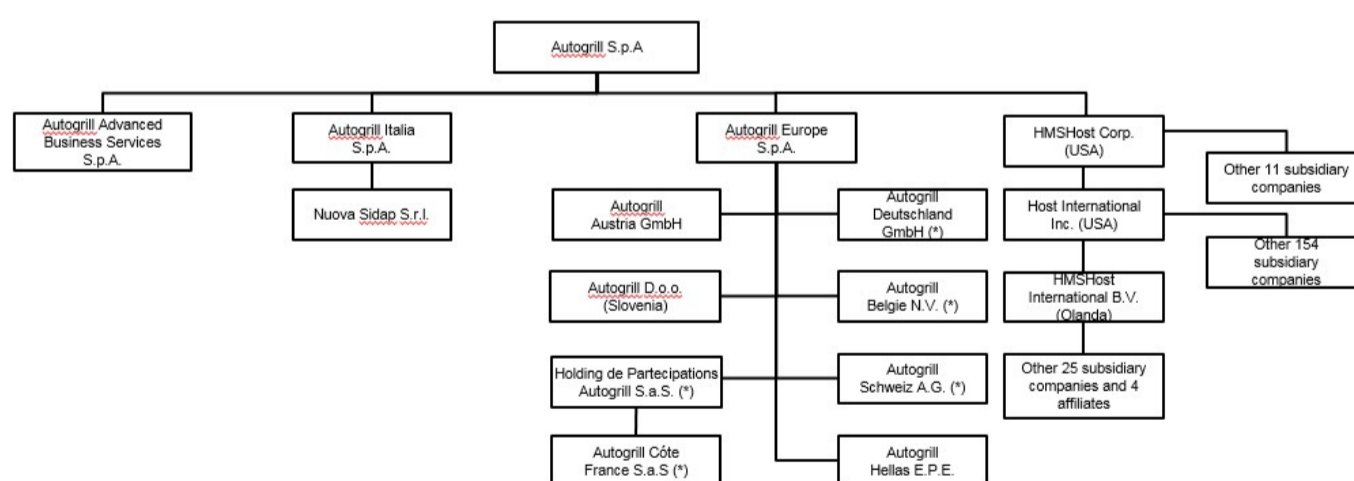 Autogrill S.p.A
Autogrill Advanced
Business Services
S.p.A.
Autogrill Italia
S.p.A.
Autogrill Europe
S.p.A.
HMSHost Corp.
(USA)
Other 11 subsidiary
companies
Nuova Sidap S.r.l.
Autogrill
Austria GmbH
Autogrill
Deutschland
GmbH (*)
Host International
Inc. (USA)
Other 154
subsidiary
companies
Autogrill D.o.o.
(Slovenia)
Autogrill
Belgie N.V. (*)
HMSHost
International B.V.
(Olanda)
Holding de Partecipations
Autogrill S.a.S. (*)
Autogrill
Schweiz A.G. (*)
Other 25 subsidiary
companies and 4
affiliates
Autogrill Côte
France S.a.S (*)
Autogrill
Hellas E.P.E.